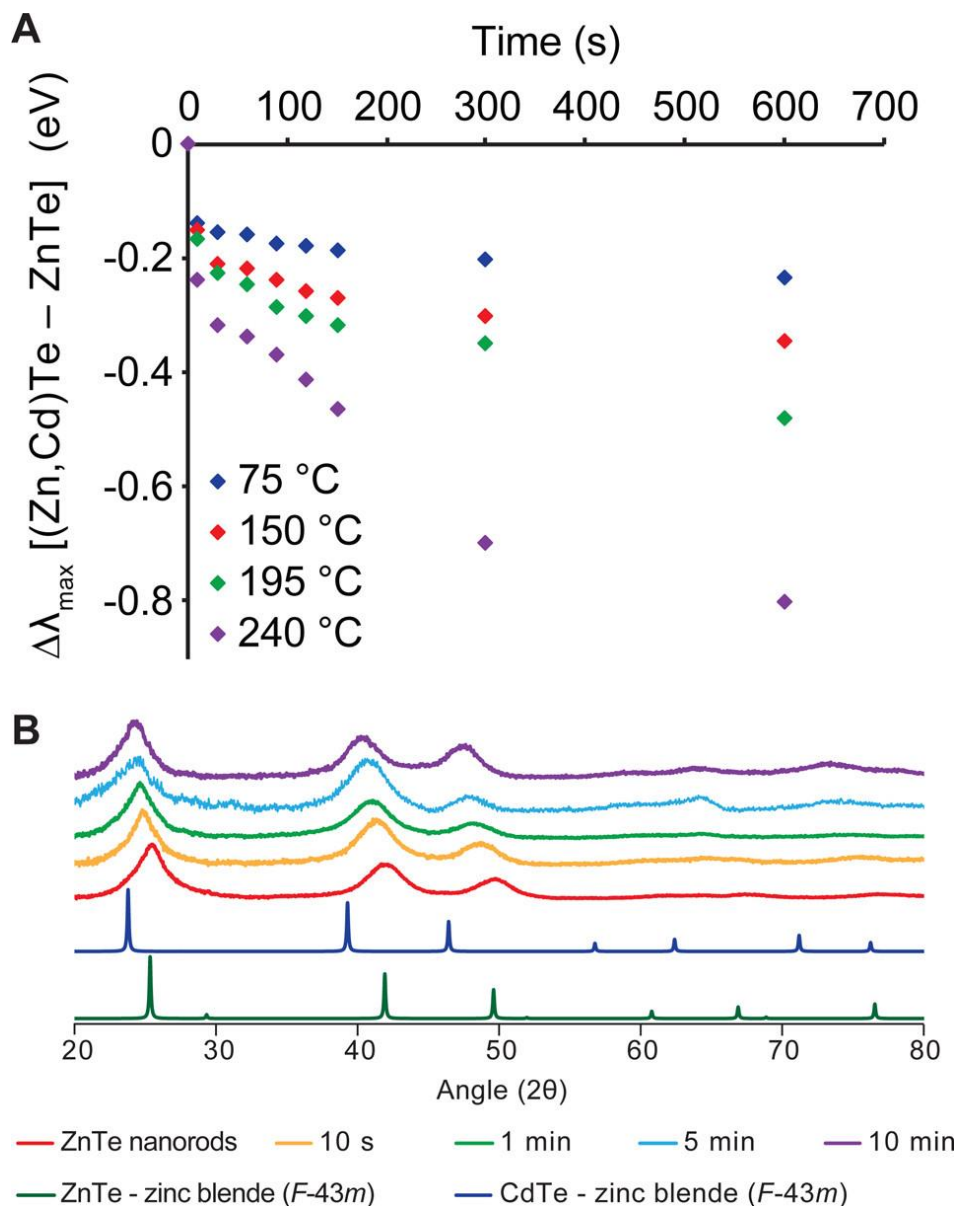 A
Time (s)
0 100 200 300 400 500 600 700
Δλmax [(Zn,Cd)Te – ZnTe] (eV)
0
-0.2
-0.4
-0.6
-0.8
75 °C
150 °C
195 °C
240 °C
B
20 30 40 50 60 70 80
Angle (2θ)
ZnTe nanorods 10 s 1 min 5 min 10 min
ZnTe - zinc blende (F-43m) CdTe - zinc blende (F-43m)